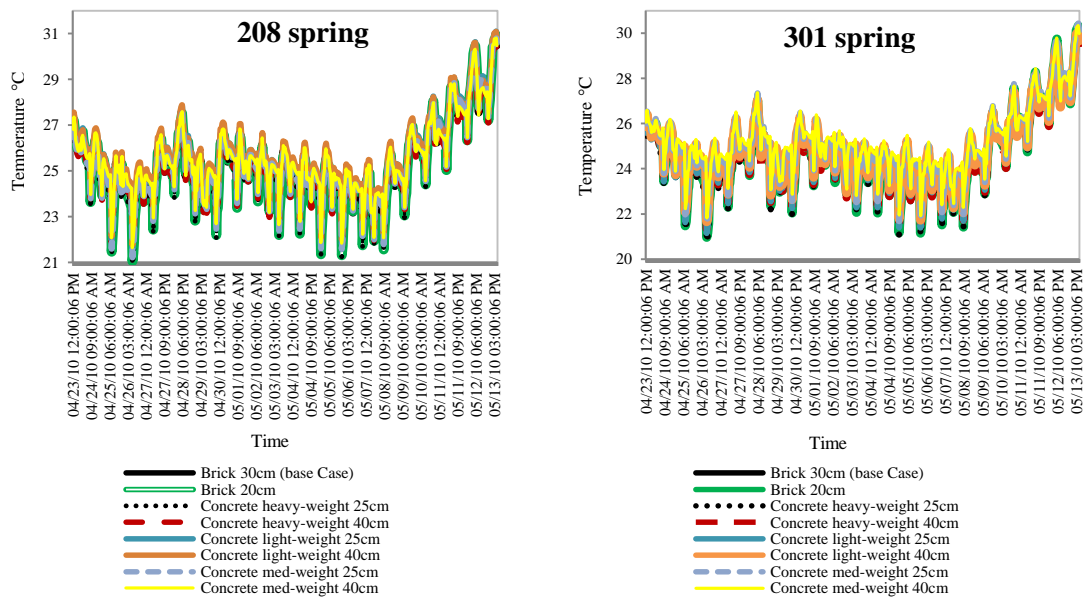 208 spring
Temperature °C
31
29
27
25
23
21
04/23/10 12:00:06 PM
04/24/10 09:00:06 AM
04/25/10 06:00:06 AM
04/26/10 03:00:06 AM
04/27/10 12:00:06 AM
04/27/10 09:00:06 PM
04/28/10 06:00:06 PM
04/29/10 03:00:06 PM
04/30/10 12:00:06 PM
05/01/10 09:00:06 AM
05/02/10 06:00:06 AM
05/03/10 03:00:06 AM
05/04/10 12:00:06 AM
05/04/10 09:00:06 PM
05/05/10 06:00:06 PM
05/06/10 03:00:06 PM
05/07/10 12:00:06 PM
05/08/10 09:00:06 AM
05/09/10 06:00:06 AM
05/10/10 03:00:06 AM
05/11/10 12:00:06 AM
05/11/10 09:00:06 PM
05/12/10 06:00:06 PM
05/13/10 03:00:06 PM
Time
Brick 30cm (base Case)
Brick 20cm
Concrete heavy-weight 25cm
Concrete heavy-weight 40cm
Concrete light-weight 25cm
Concrete light-weight 40cm
Concrete med-weight 25cm
Concrete med-weight 40cm
301 spring
Temperature °C
30
28
26
24
22
20
04/23/10 12:00:06 PM
04/24/10 09:00:06 AM
04/25/10 06:00:06 AM
04/26/10 03:00:06 AM
04/27/10 12:00:06 AM
04/27/10 09:00:06 PM
04/28/10 06:00:06 PM
04/29/10 03:00:06 PM
04/30/10 12:00:06 PM
05/01/10 09:00:06 AM
05/02/10 06:00:06 AM
05/03/10 03:00:06 AM
05/04/10 12:00:06 AM
05/04/10 09:00:06 PM
05/05/10 06:00:06 PM
05/06/10 03:00:06 PM
05/07/10 12:00:06 PM
05/08/10 09:00:06 AM
05/09/10 06:00:06 AM
05/10/10 03:00:06 AM
05/11/10 12:00:06 AM
05/11/10 09:00:06 PM
05/12/10 06:00:06 PM
05/13/10 03:00:06 PM
Time
Brick 30cm (base Case)
Brick 20cm
Concrete heavy-weight 25cm
Concrete heavy-weight 40cm
Concrete light-weight 25cm
Concrete light-weight 40cm
Concrete med-weight 25cm
Concrete med-weight 40cm